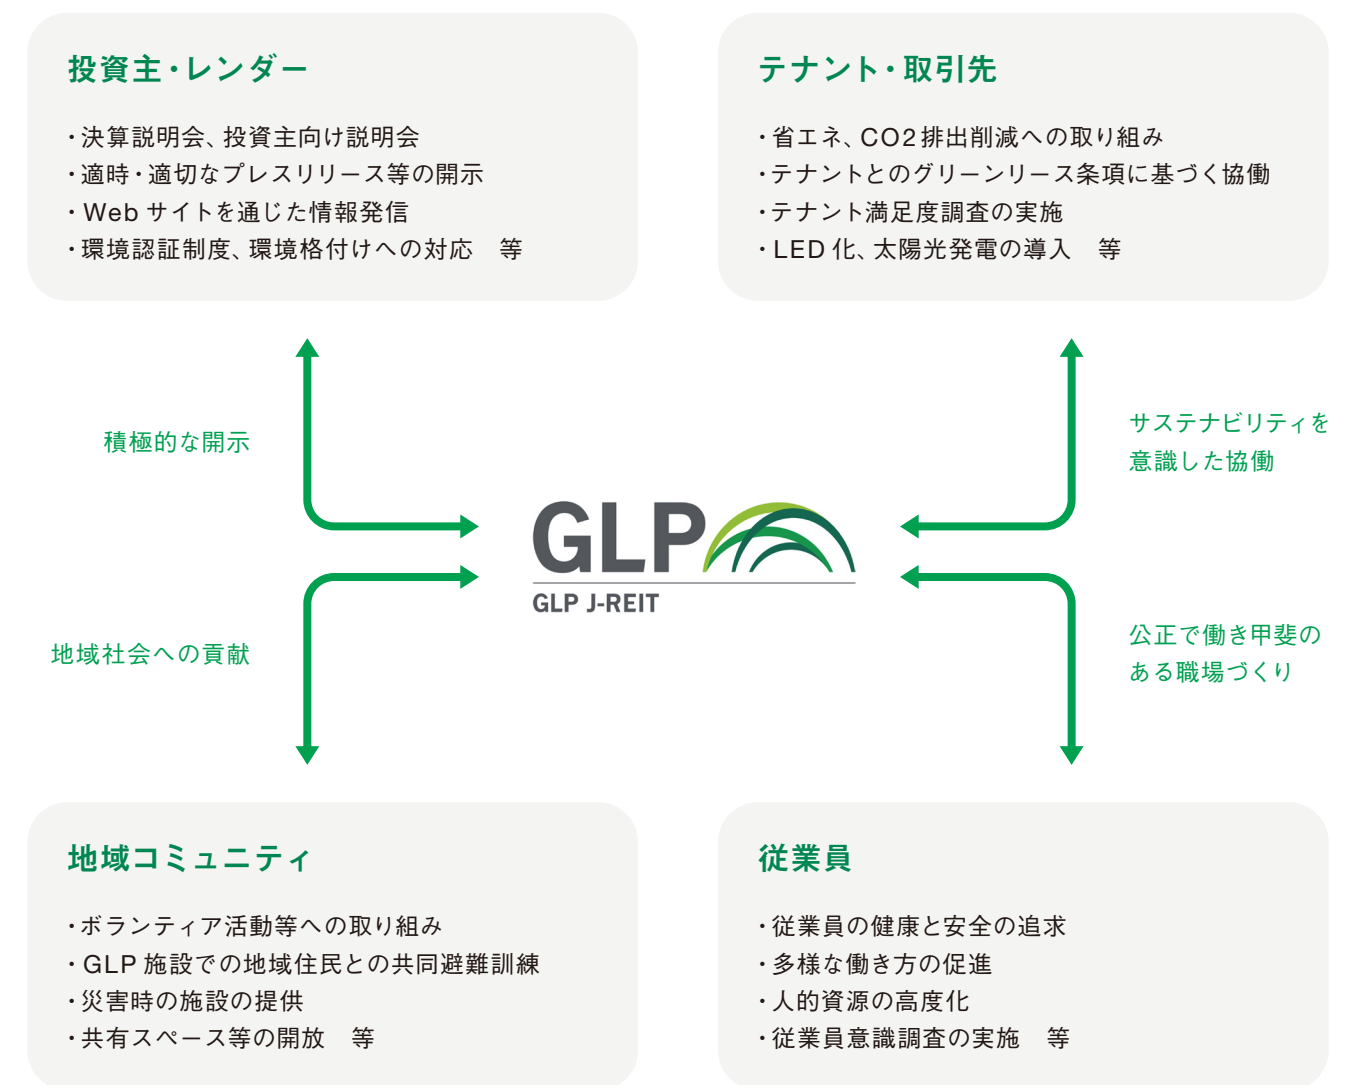 投資主・レンダー
・決算説明会、投資主向け説明会
・適時・適切なプレスリリース等の開示
・Web サイトを通じた情報発信
・環境認証制度、環境格付けへの対応　等
テナント・取引先
・省エネ、CO2排出削減への取り組み
・テナントとのグリーンリース条項に基づく協働
・テナント満足度調査の実施
・LED 化、太陽光発電の導入　等
積極的な開示
サステナビリティを
意識した協働
GLP
GLP J-REIT
地域社会への貢献
公正で働き甲斐の
ある職場づくり
地域コミュニティ
・ボランティア活動等への取り組み
・GLP 施設での地域住民との共同避難訓練
・災害時の施設の提供
・共有スペース等の開放　等
従業員
・従業員の健康と安全の追求
・多様な働き方の促進
・人的資源の高度化
・従業員意識調査の実施　等